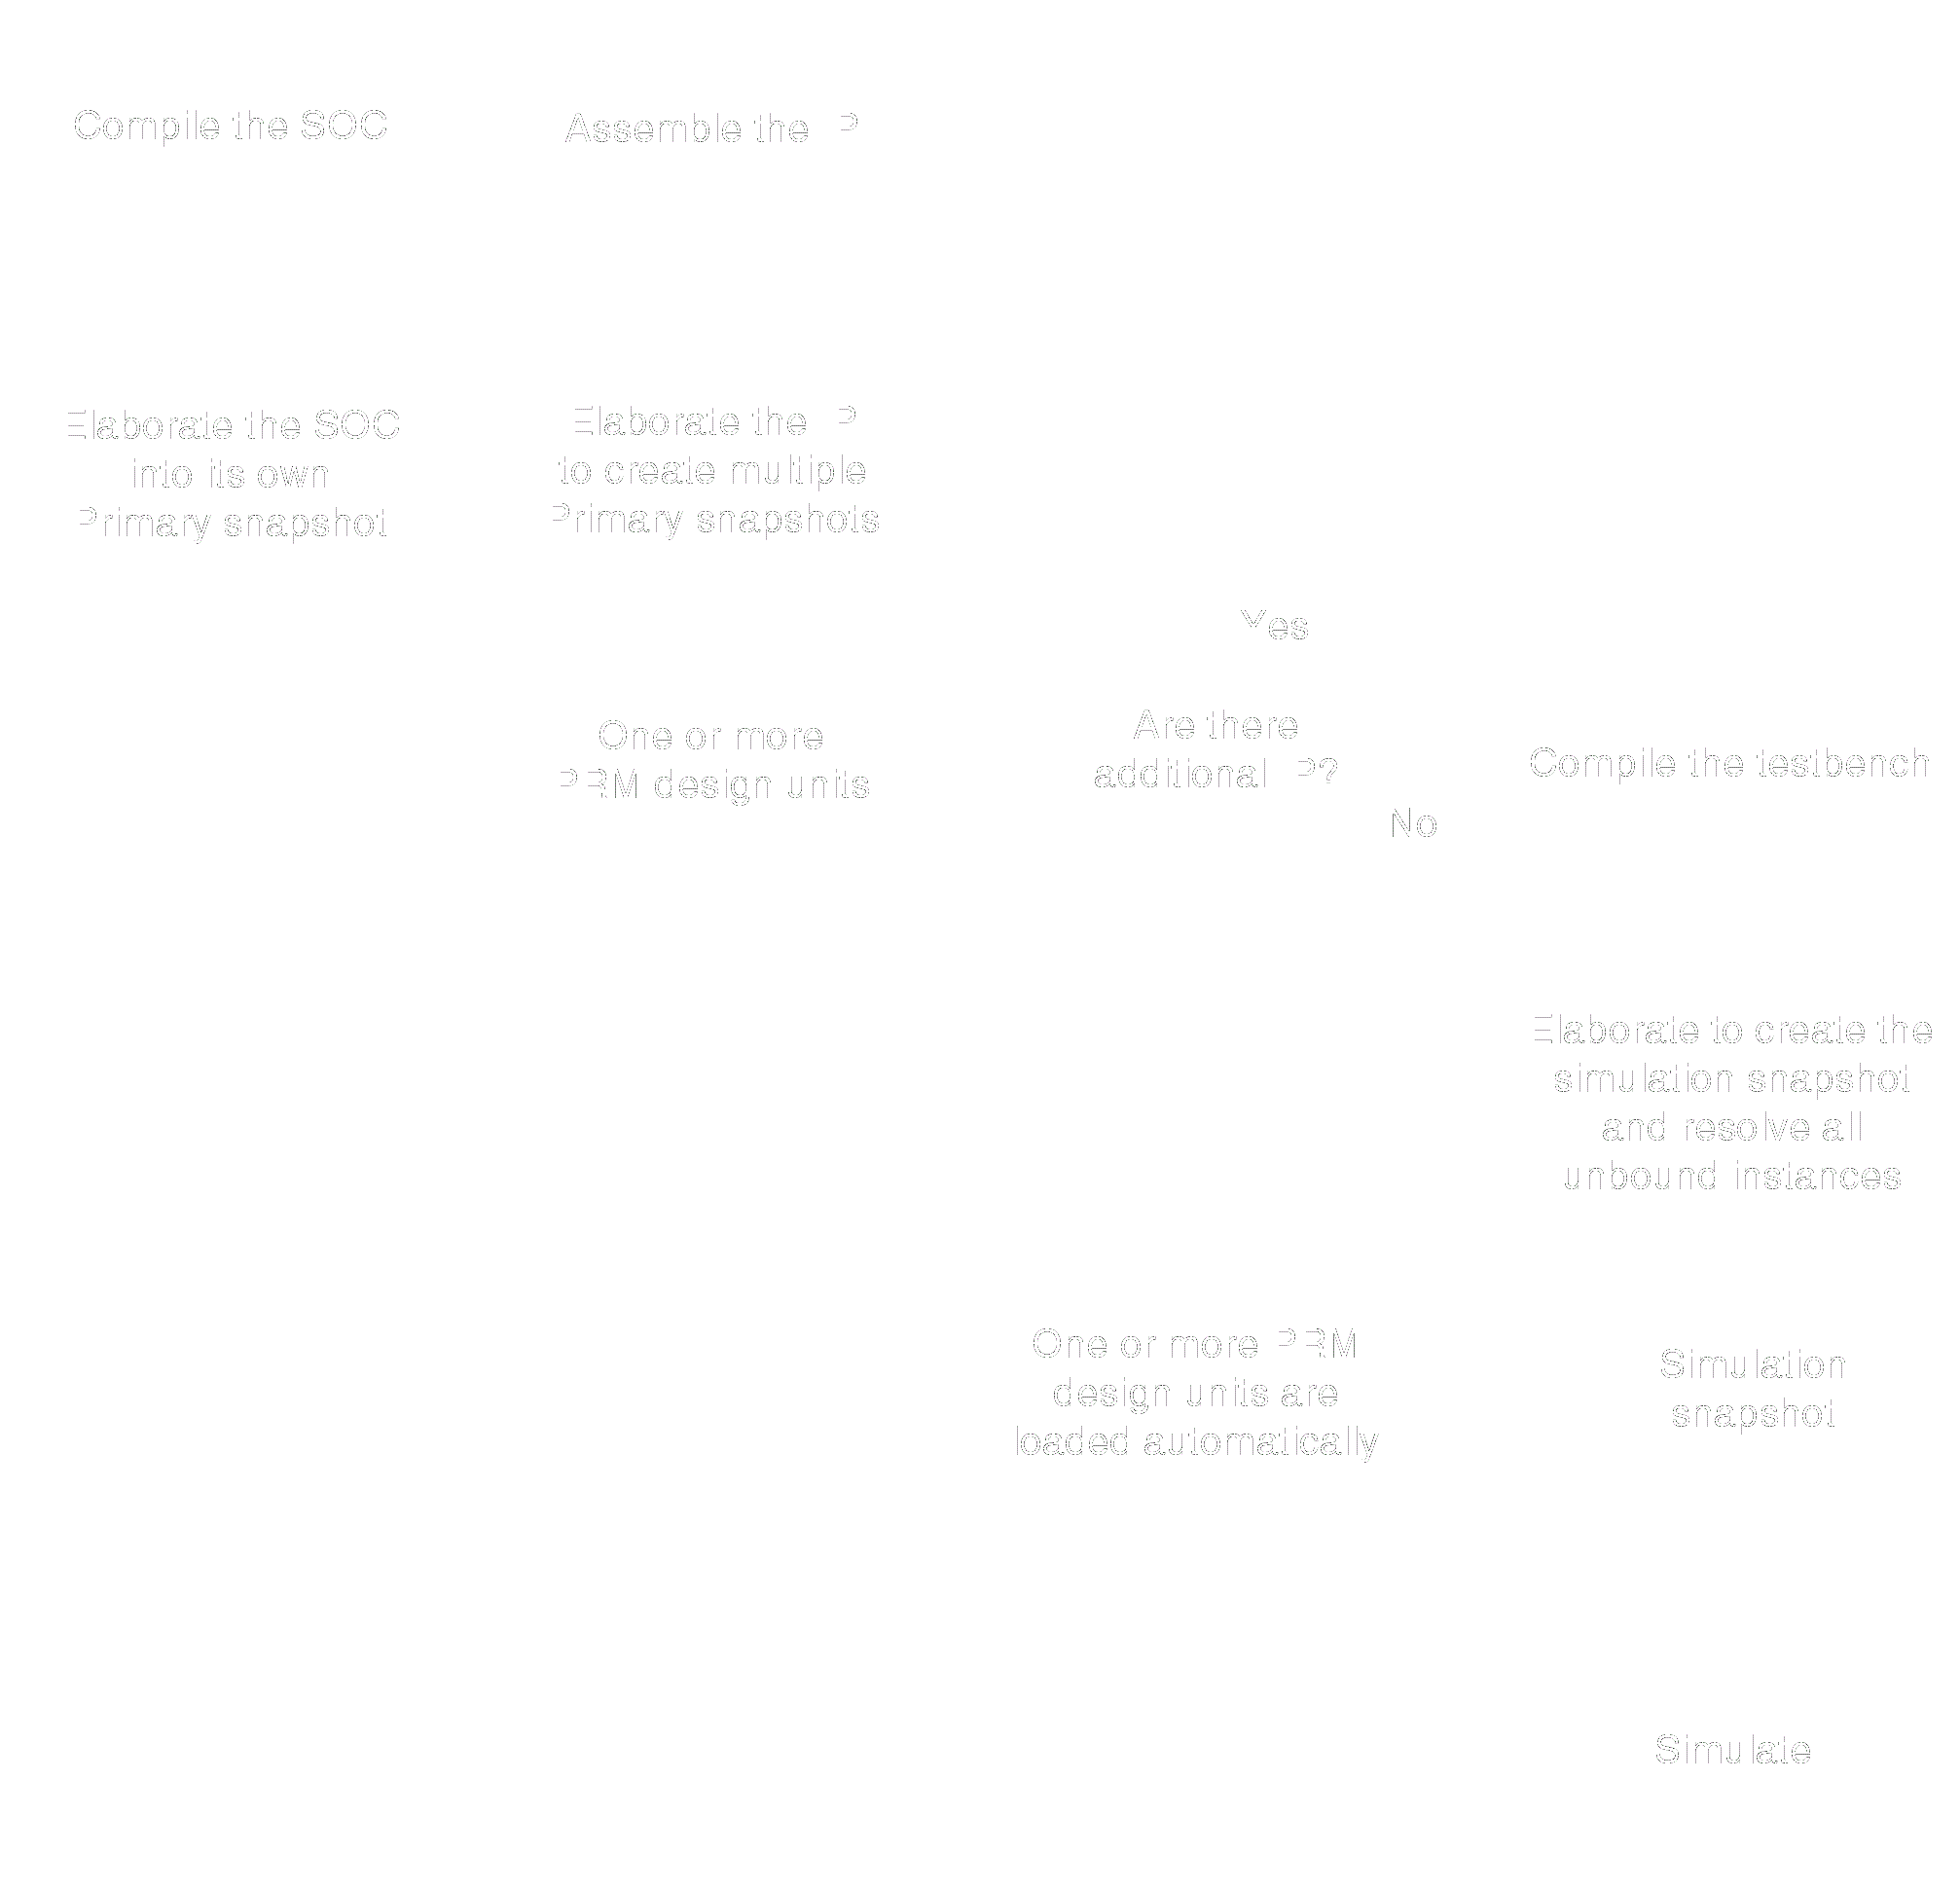 Compile the SOC
Assemble the IP
Elaborate the SOC
into its own
Primary snapshot
Elaborate the IP
to create multiple
Primary snapshots
Yes
One or more
PRM design units
Are there
additional IP?
No
Compile the testbench
Elaborate to create the
simulation snapshot
and resolve all
unbound instances
One or more PRM
design units are
loaded automatically
Simulation
snapshot
Simulate